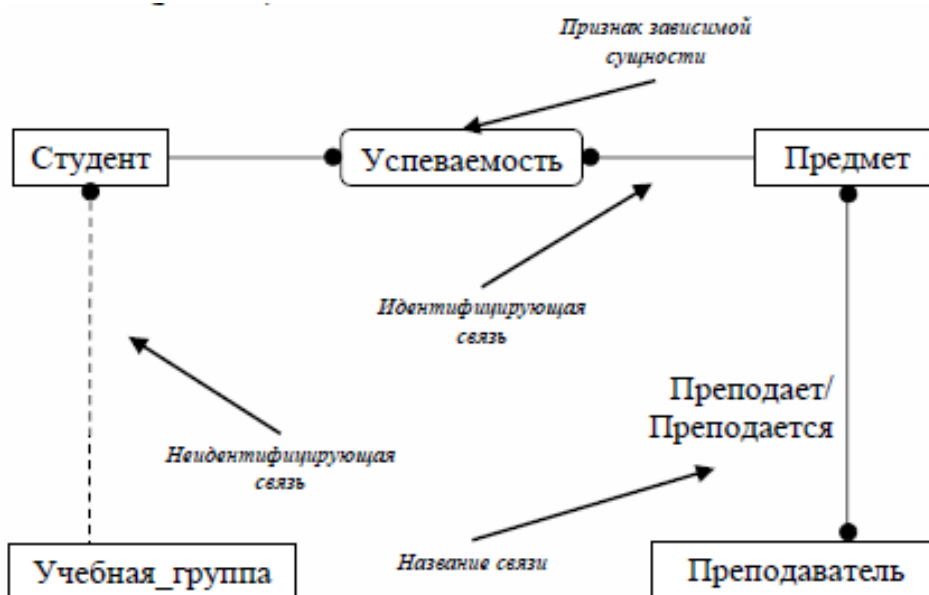 Признак зависимой
сущности
Студент
Успеваемость
Предмет
Идентифицирующая
связь
Преподает/
Преподается
Неидентифицирующая
связь
Название связи
Учебная_группа
Преподаватель